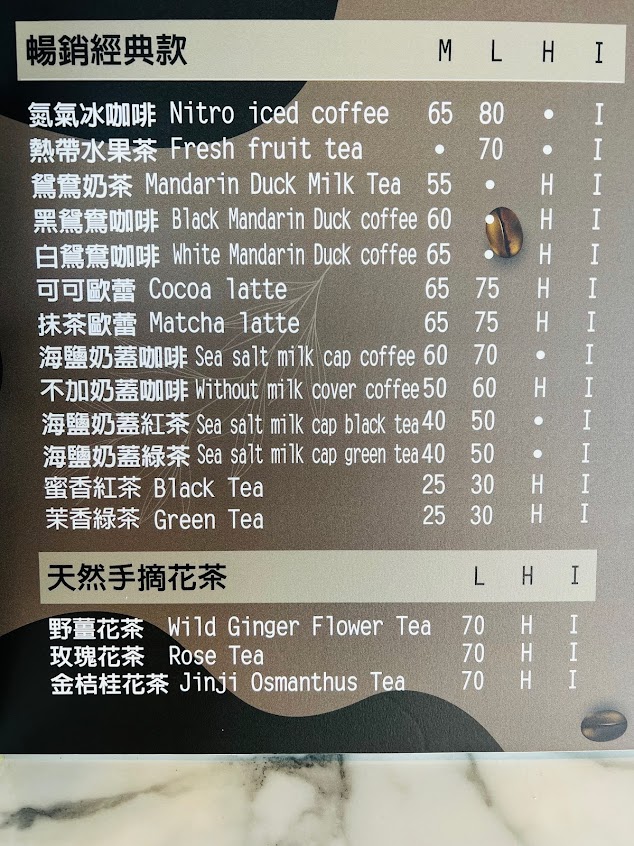 暢銷經典款 M L H I
氮氣冰咖啡 Nitro iced coffee 65 80 • I
熱帶水果茶 Fresh fruit tea • 70 • I
鴛鴦奶茶 Mandarin Duck Milk Tea 55 • H I
黑鴛鴦咖啡 Black Mandarin Duck coffee 60 • H I
白鴛鴦咖啡 White Mandarin Duck coffee 65 • H I
可可歐蕾 Cocoa latte 65 75 H I
抹茶歐蕾 Matcha latte 65 75 H I
海鹽奶蓋咖啡 Sea salt milk cap coffee 60 70 • I
不加奶蓋咖啡 Without milk cover coffee 50 60 H I
海鹽奶蓋紅茶 Sea salt milk cap black tea 40 50 • I
海鹽奶蓋綠茶 Sea salt milk cap green tea 40 50 • I
蜜香紅茶 Black Tea 25 30 H I
茉香綠茶 Green Tea 25 30 H I
天然手摘花茶 L H I
野薑花茶 Wild Ginger Flower Tea 70 H I
玫瑰花茶 Rose Tea 70 H I
金桔桂花茶 Jinji Osmanthus Tea 70 H I